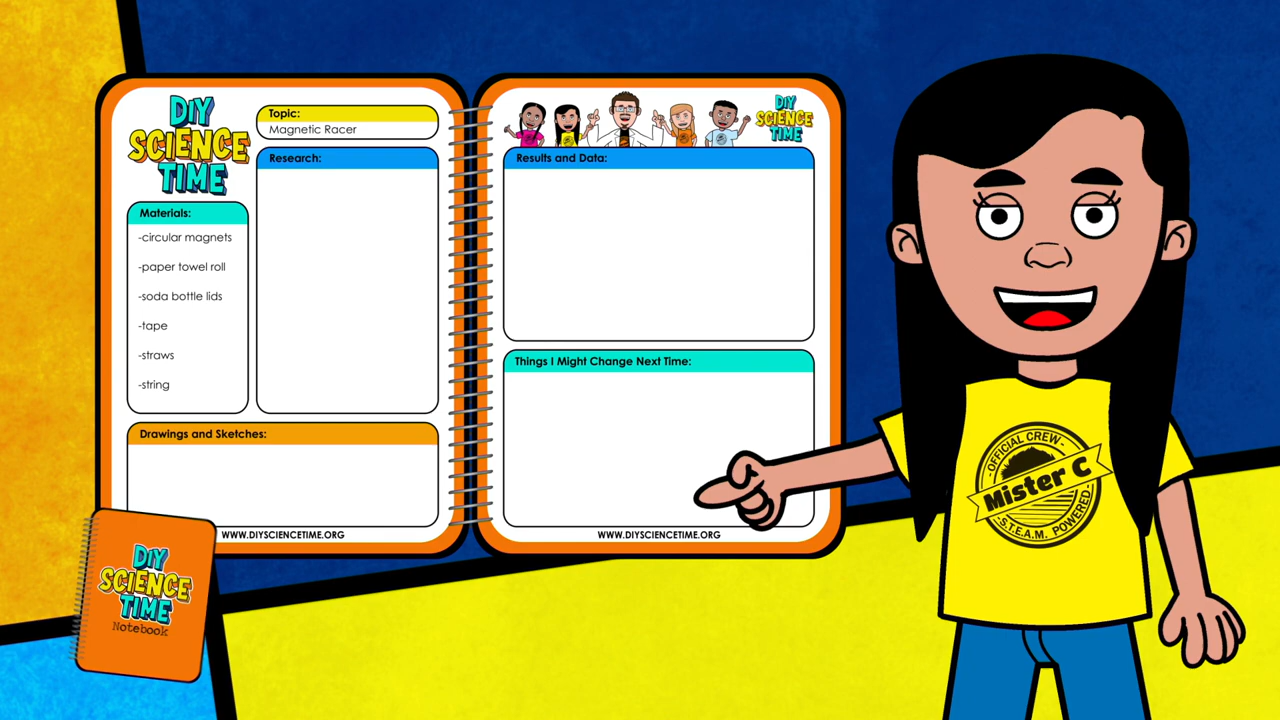 DIY
SCIENCE
TIME
Topic:
Magnetic Racer
Research:
Materials:
-circular magnets
-paper towel roll
-soda bottle lids
-tape
-straws
-string
Drawings and Sketches:
WWW.DIYSCIENCETIME.ORG
DIY
SCIENCE
TIME
Results and Data:
Things I Might Change Next Time:
WWW.DIYSCIENCETIME.ORG
DIY
SCIENCE
TIME
Notebook
-OFFICIAL CREW-
Mister C
S.T.E.A.M. POWERED